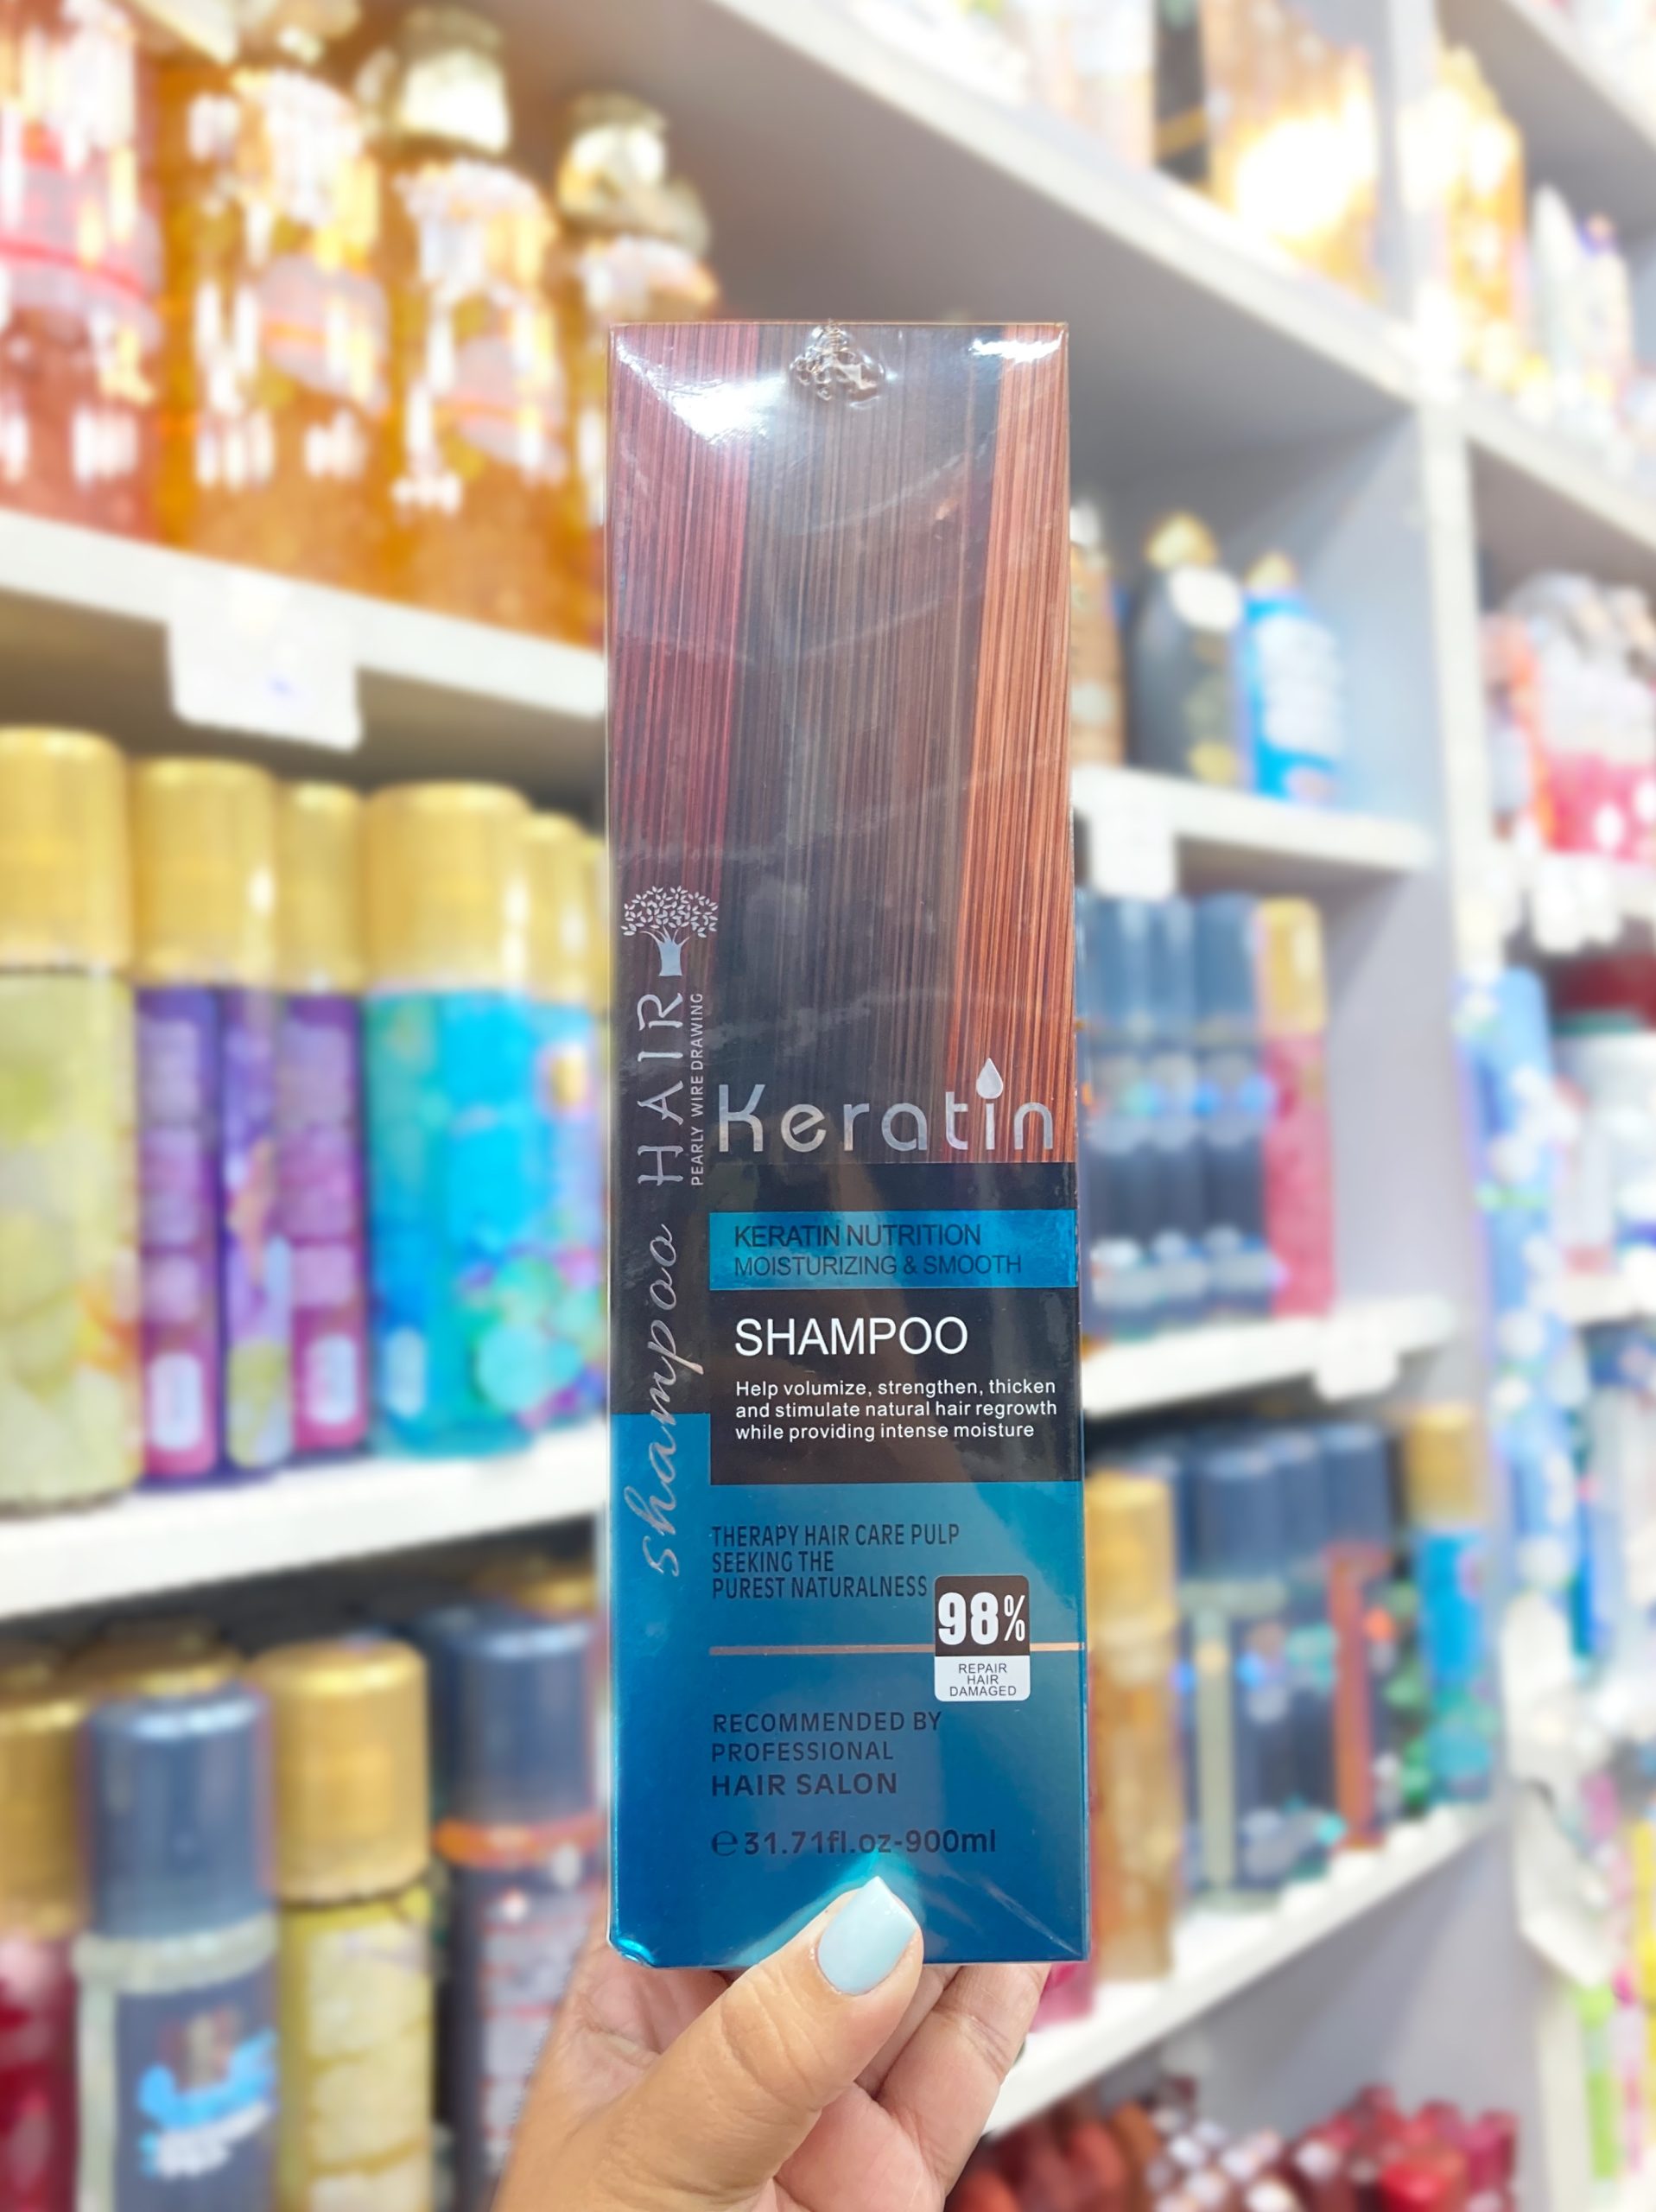 shampoo HAIR
PEARLY WIRE DRAWING
Keratin
KERATIN NUTRITION
MOISTURIZING & SMOOTH
SHAMPOO
Help volumize, strengthen, thicken
and stimulate natural hair regrowth
while providing intense moisture
THERAPY HAIR CARE PULP
SEEKING THE
PUREST NATURALNESS
98%
REPAIR
HAIR
DAMAGED
RECOMMENDED BY
PROFESSIONAL
HAIR SALON
℮31.71fl.oz-900ml